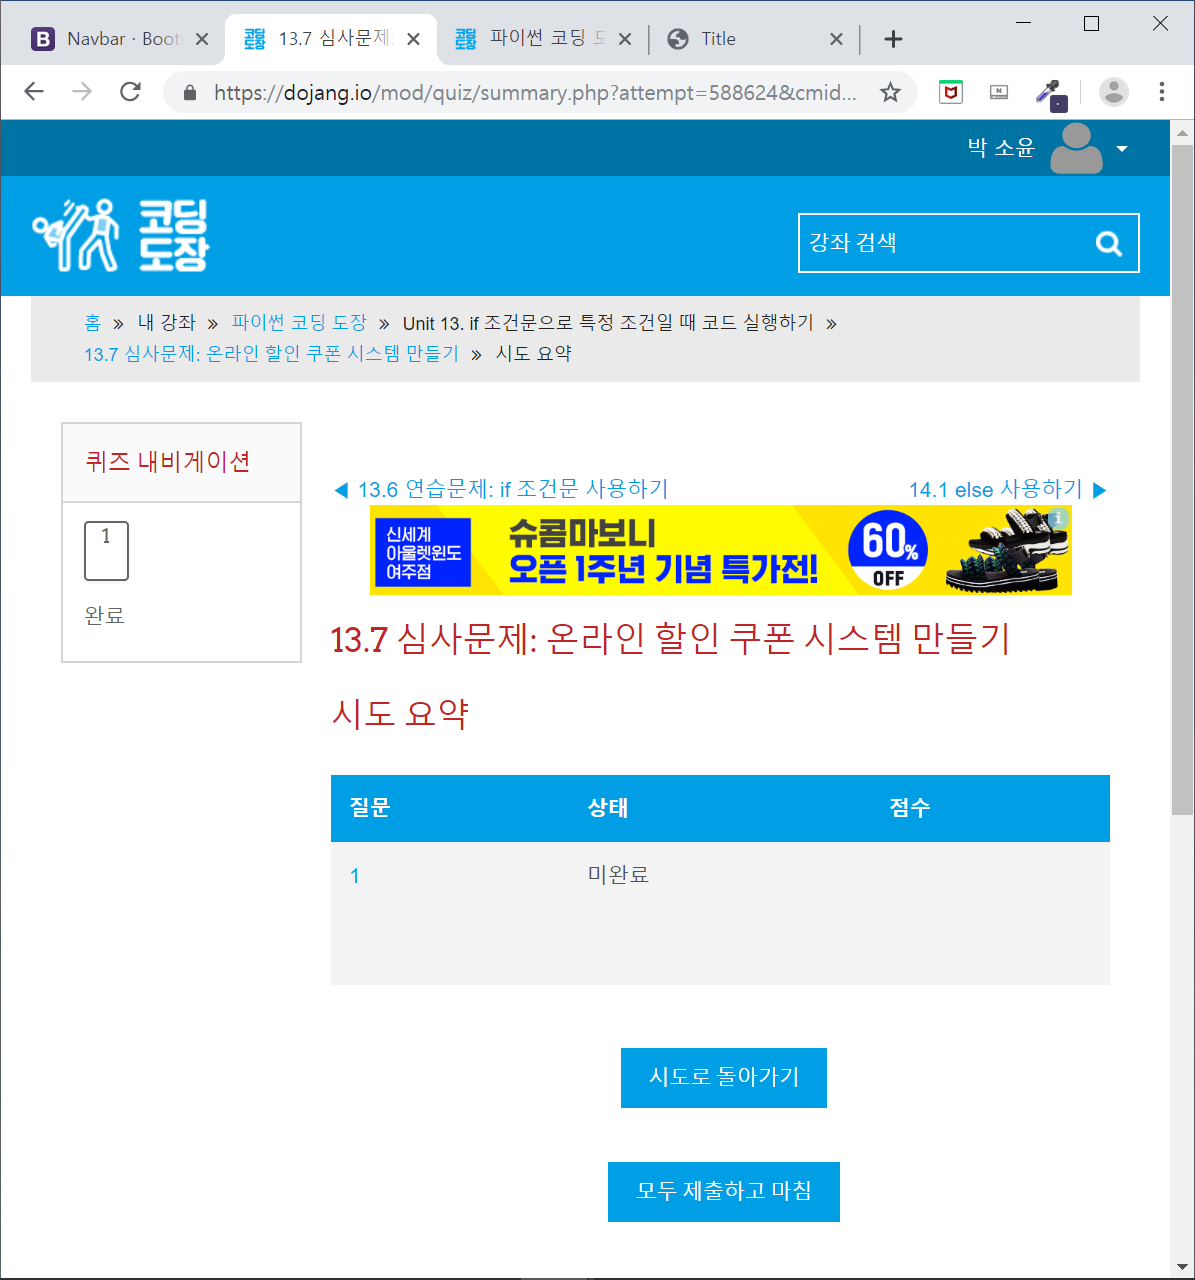 Navbar · Boot
13.7 심사문제:
파이썬 코딩 도
Title
https://dojang.io/mod/quiz/summary.php?attempt=588624&cmid...
박 소윤
코딩
도장
강좌 검색
홈 » 내 강좌 » 파이썬 코딩 도장 » Unit 13. if 조건문으로 특정 조건일 때 코드 실행하기 »
13.7 심사문제: 온라인 할인 쿠폰 시스템 만들기 » 시도 요약
퀴즈 내비게이션
1
완료
◀ 13.6 연습문제: if 조건문 사용하기
14.1 else 사용하기 ▶
신세계
아울렛윈도
여주점
슈콤마보니
오픈 1주년 기념 특가전!
60%
OFF
13.7 심사문제: 온라인 할인 쿠폰 시스템 만들기
시도 요약
질문 상태 점수
1 미완료
시도로 돌아가기
모두 제출하고 마침